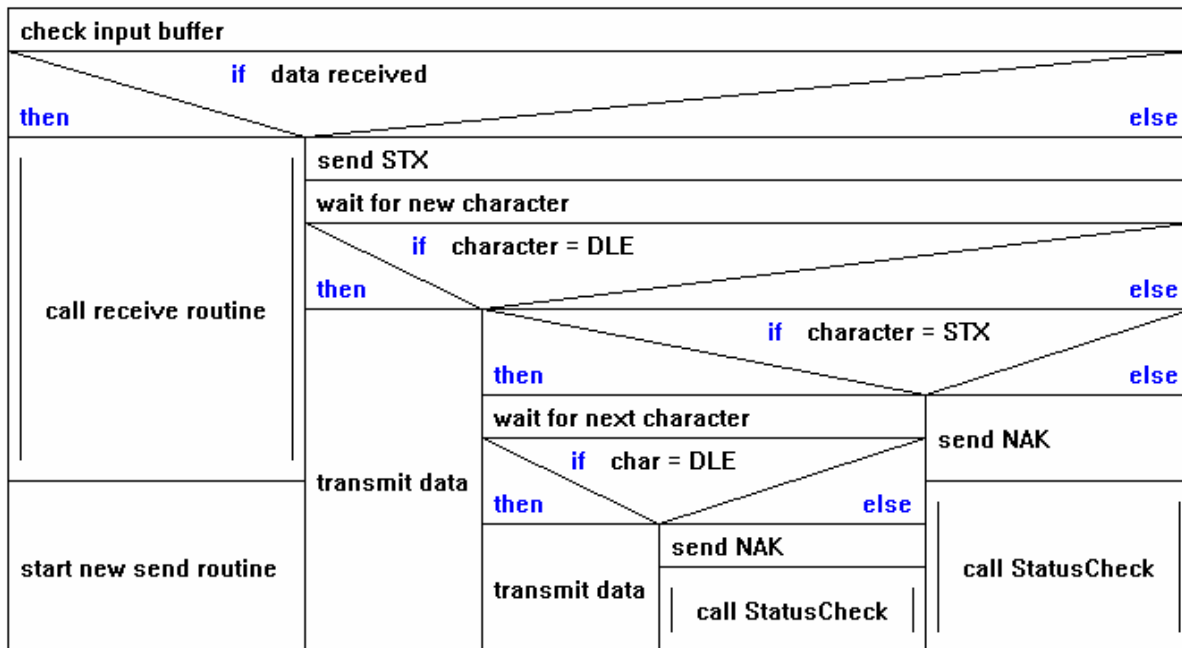 check input buffer
if data received
then
else
send STX
wait for new character
if character = DLE
then
else
call receive routine
if character = STX
then
else
wait for next character
send NAK
if char = DLE
transmit data
then
else
send NAK
start new send routine
call StatusCheck
transmit data
call StatusCheck